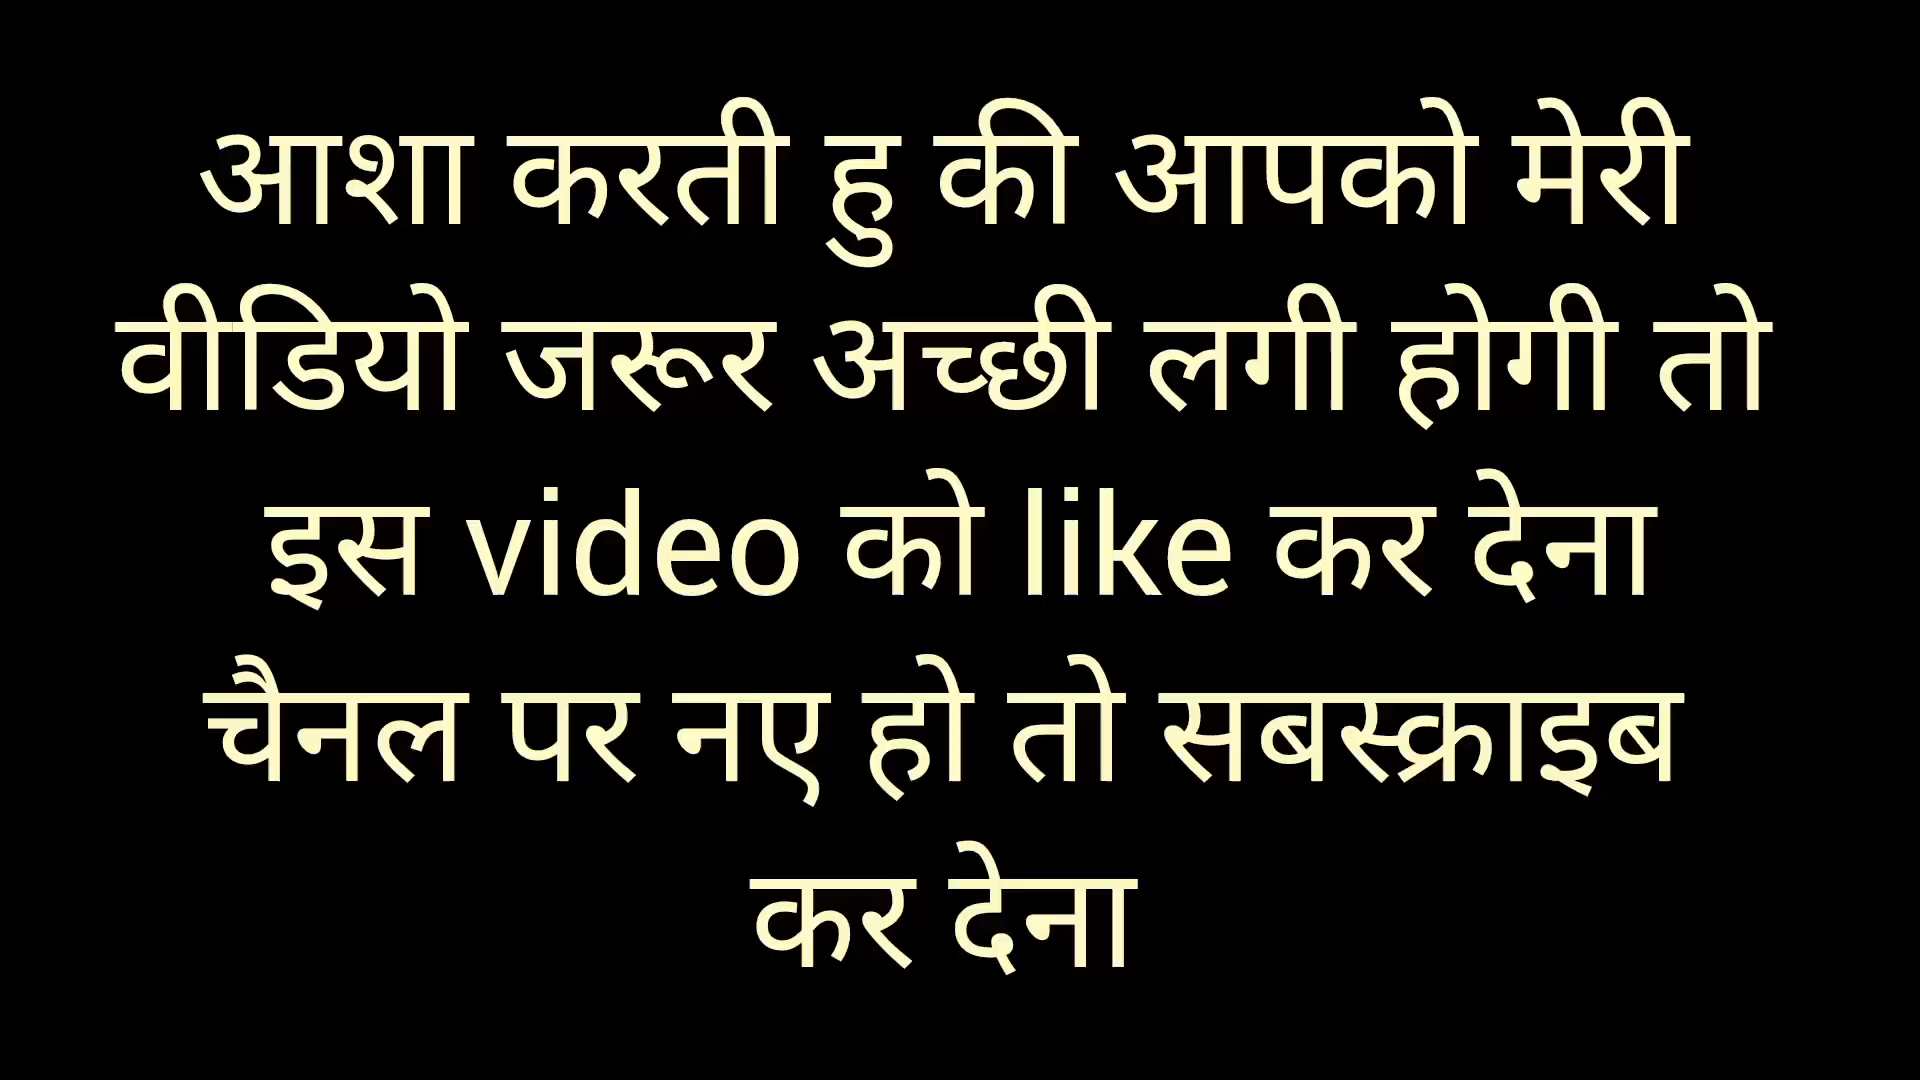 आशा करती हु की आपको मेरी
वीडियो जरूर अच्छी लगी होगी तो
इस video को like कर देना
चैनल पर नए हो तो सबस्क्राइब
कर देना